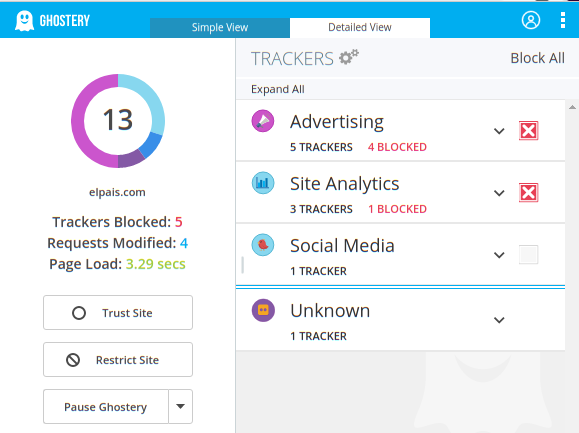 GHOSTERY
Simple View
Detailed View
13
elpais.com
Trackers Blocked: 5
Requests Modified: 4
Page Load: 3.29 secs
Trust Site
Restrict Site
Pause Ghostery
TRACKERS
Block All
Expand All
Advertising
5 TRACKERS 4 BLOCKED
Site Analytics
3 TRACKERS 1 BLOCKED
Social Media
1 TRACKER
Unknown
1 TRACKER